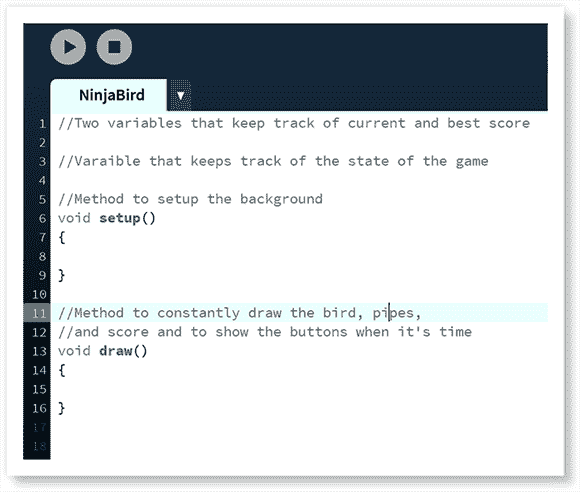 NinjaBird ▼
1 //Two variables that keep track of current and best score
2
3 //Varaible that keeps track of the state of the game
4
5 //Method to setup the background
6 void setup()
7 {
8
9 }
10
11 //Method to constantly draw the bird, pipes,
12 //and score and to show the buttons when it's time
13 void draw()
14 {
15
16 }
17
18